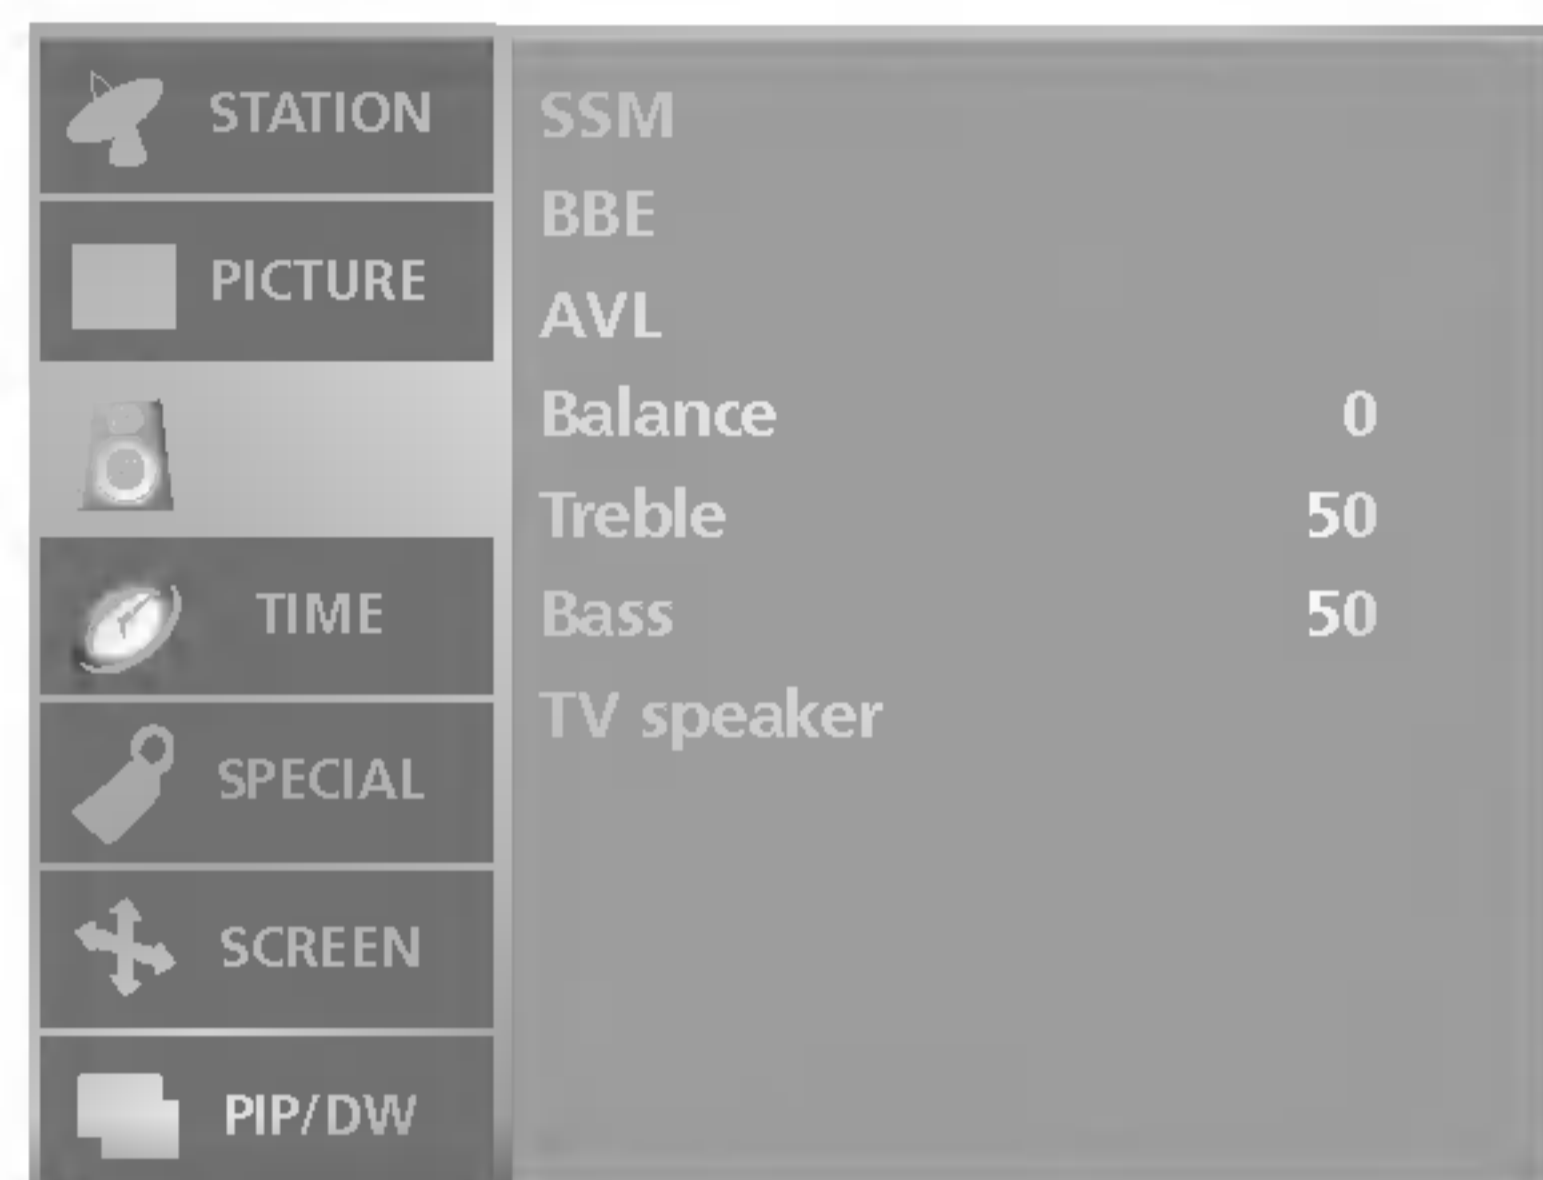 STATION
PICTURE
TIME
SPECIAL
SCREEN
PIP/DW
SSM
BBE
AVL
Balance 0
Treble 50
Bass 50
TV speaker